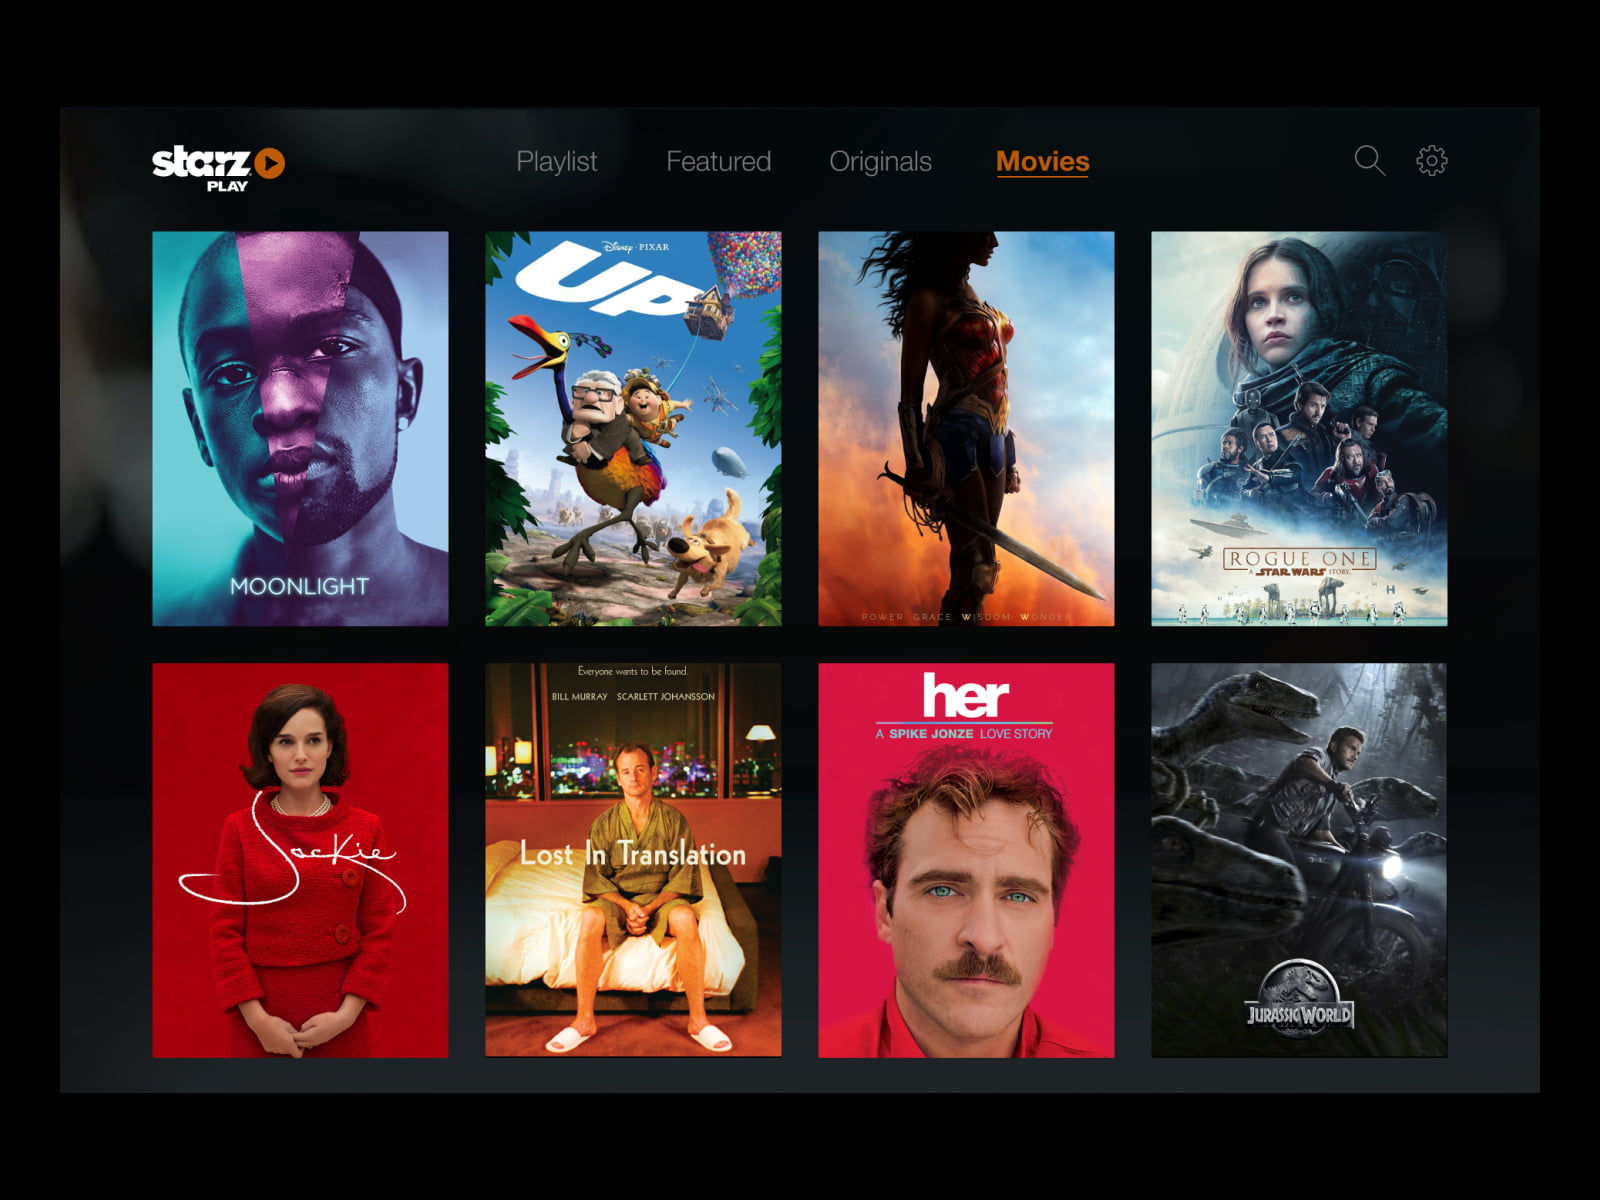 starz
PLAY
Playlist
Featured
Originals
Movies
MOONLIGHT
Disney · PIXAR
UP
POWER. GRACE. WISDOM. WONDER
ROGUE ONE
A STAR WARS STORY
Jackie
Everyone wants to be found.
BILL MURRAY SCARLETT JOHANSSON
Lost In Translation
her
A SPIKE JONZE LOVE STORY
JURASSIC WORLD